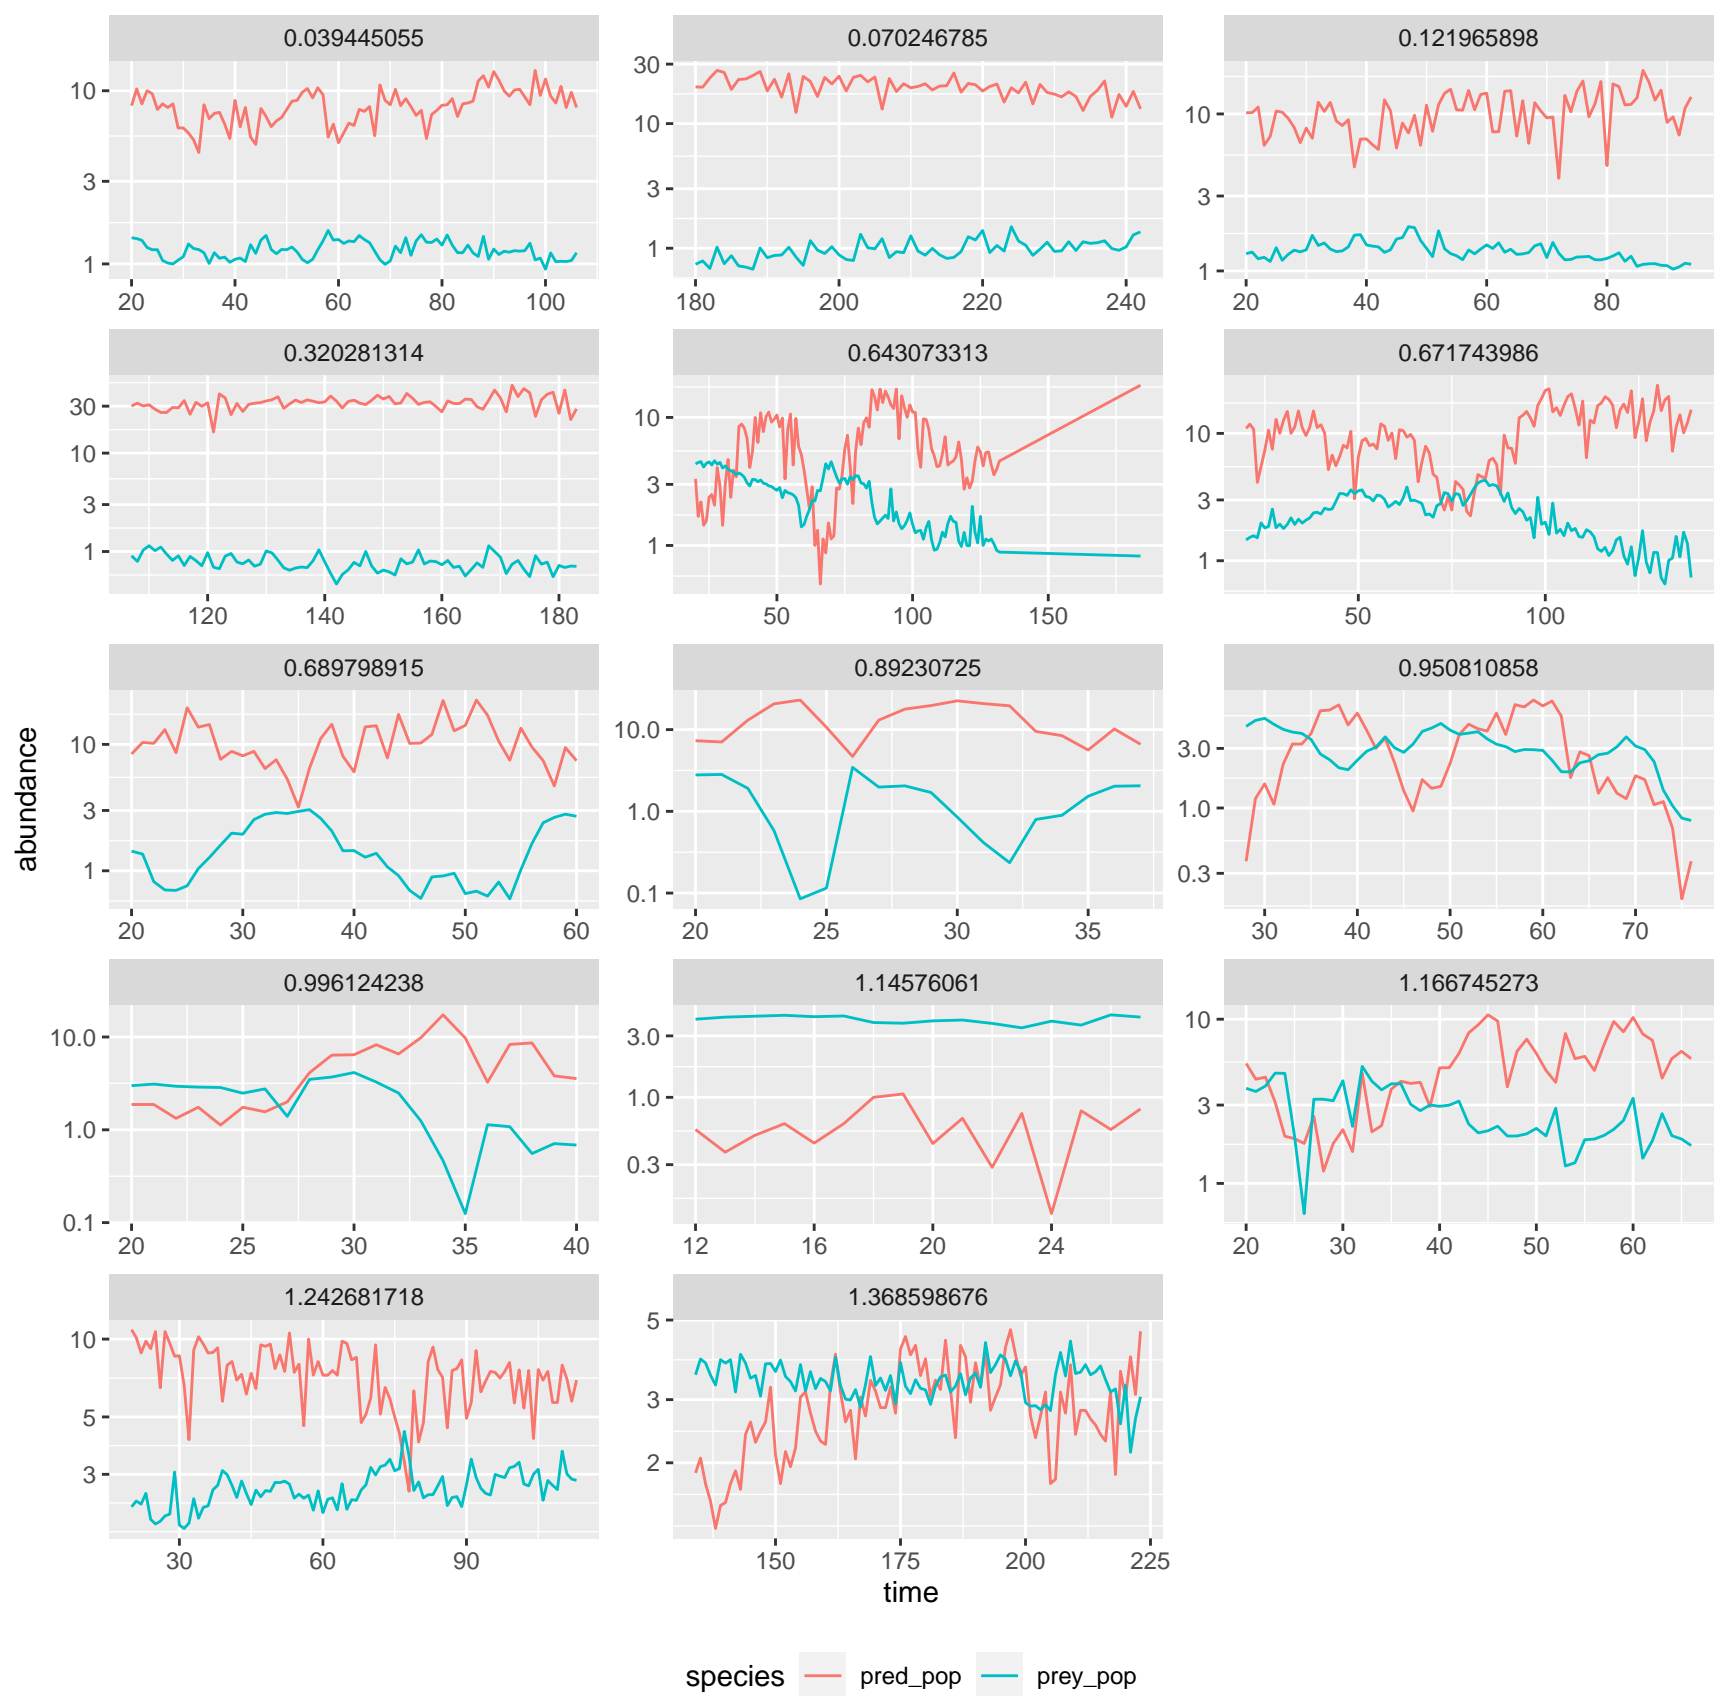 0.039445055 0.070246785 0.121965898
10 3 1 30 10 3 1 10 3 1
20 40 60 80 100 180 200 220 240 20 40 60 80
0.320281314 0.643073313 0.671743986
30 10 3 1 10 3 1 10 3 1
120 140 160 180 50 100 150 50 100
0.689798915 0.89230725 0.950810858
10 3 1 10.0 1.0 0.1 3.0 1.0 0.3
20 30 40 50 60 20 25 30 35 30 40 50 60 70
abundance
0.996124238 1.14576061 1.166745273
10.0 1.0 0.1 3.0 1.0 0.3 10 3 1
20 25 30 35 40 12 16 20 24 20 30 40 50 60
1.242681718 1.368598676
10 5 3 5 3 2
30 60 90 150 175 200 225
time
species pred_pop prey_pop